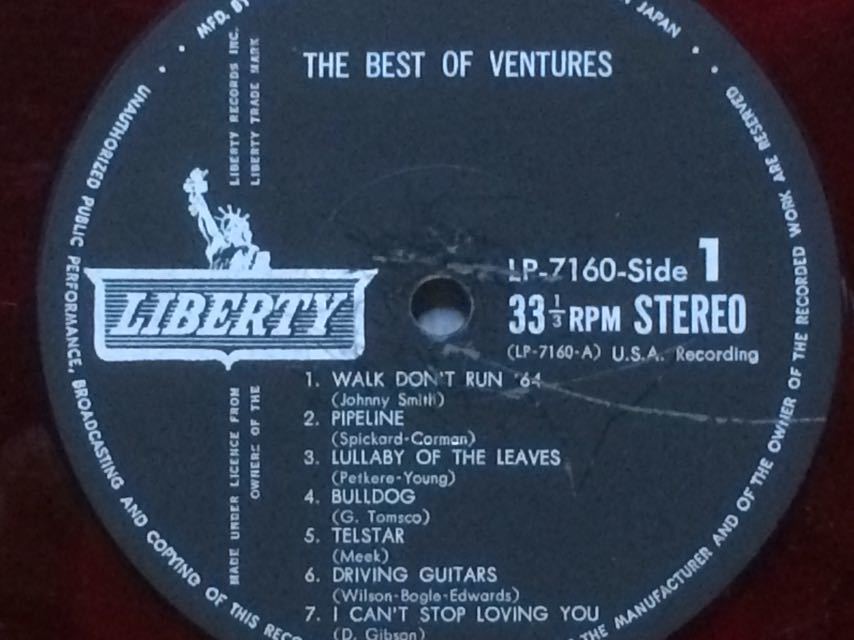 MFD. BY
N JAPAN
THE BEST OF VENTURES
LIBERTY RECORDS INC.
LIBERTY TRADE MARK
LIBERTY
LP-7160-Side 1
33 1/3 RPM STEREO
(LP-7160-A) U.S.A. Recording
1. WALK DON'T RUN '64
(Johnny Smith)
2. PIPELINE
(Spickard-Carman)
3. LULLABY OF THE LEAVES
(Petkere-Young)
4. BULLDOG
(G. Tomsco)
5. TELSTAR
(Meek)
6. DRIVING GUITARS
(Wilson-Bogle-Edwards)
7. I CAN'T STOP LOVING YOU
(D. Gibson)
MADE UNDER LICENCE FROM
OWNERS OF THE
UNAUTHORIZED PUBLIC PERFORMANCE, BROADCASTING AND COPYING OF THIS REC
THE MANUFACTURER AND OF THE OWNER OF THE RECORDED WORK ARE RESERVED